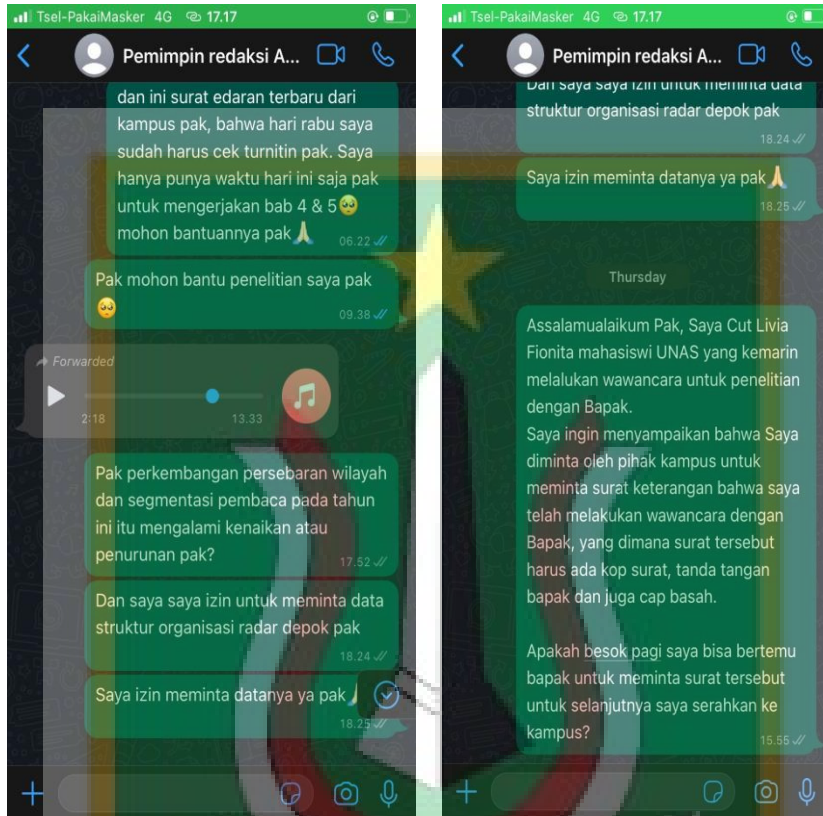 Tsel-PakaiMasker 4G 17.17
Pemimpin redaksi A...
dan ini surat edaran terbaru dari
kampus pak, bahwa hari rabu saya
sudah harus cek turnitin pak. Saya
hanya punya waktu hari ini saja pak
untuk mengerjakan bab 4 & 5🥺
mohon bantuannya pak🙏 06.22
Pak mohon bantu penelitian saya pak
🥺
09.38
Forwarded
2:18 13.33
Pak perkembangan persebaran wilayah
dan segmentasi pembaca pada tahun
ini itu mengalami kenaikan atau
penurunan pak? 17.52
Dan saya saya izin untuk meminta data
struktur organisasi radar depok pak
18.24
Saya izin meminta datanya ya pak🙏
18.25
Tsel-PakaiMasker 4G 17.17
Pemimpin redaksi A...
Dan saya saya izin untuk meminta data
struktur organisasi radar depok pak
18.24
Saya izin meminta datanya ya pak🙏
18.25
Thursday
Assalamualaikum Pak, Saya Cut Livia
Fionita mahasiswi UNAS yang kemarin
melalukan wawancara untuk penelitian
dengan Bapak.
Saya ingin menyampaikan bahwa Saya
diminta oleh pihak kampus untuk
meminta surat keterangan bahwa saya
telah melakukan wawancara dengan
Bapak, yang dimana surat tersebut
harus ada kop surat, tanda tangan
bapak dan juga cap basah.
Apakah besok pagi saya bisa bertemu
bapak untuk meminta surat tersebut
untuk selanjutnya saya serahkan ke
kampus? 15.55